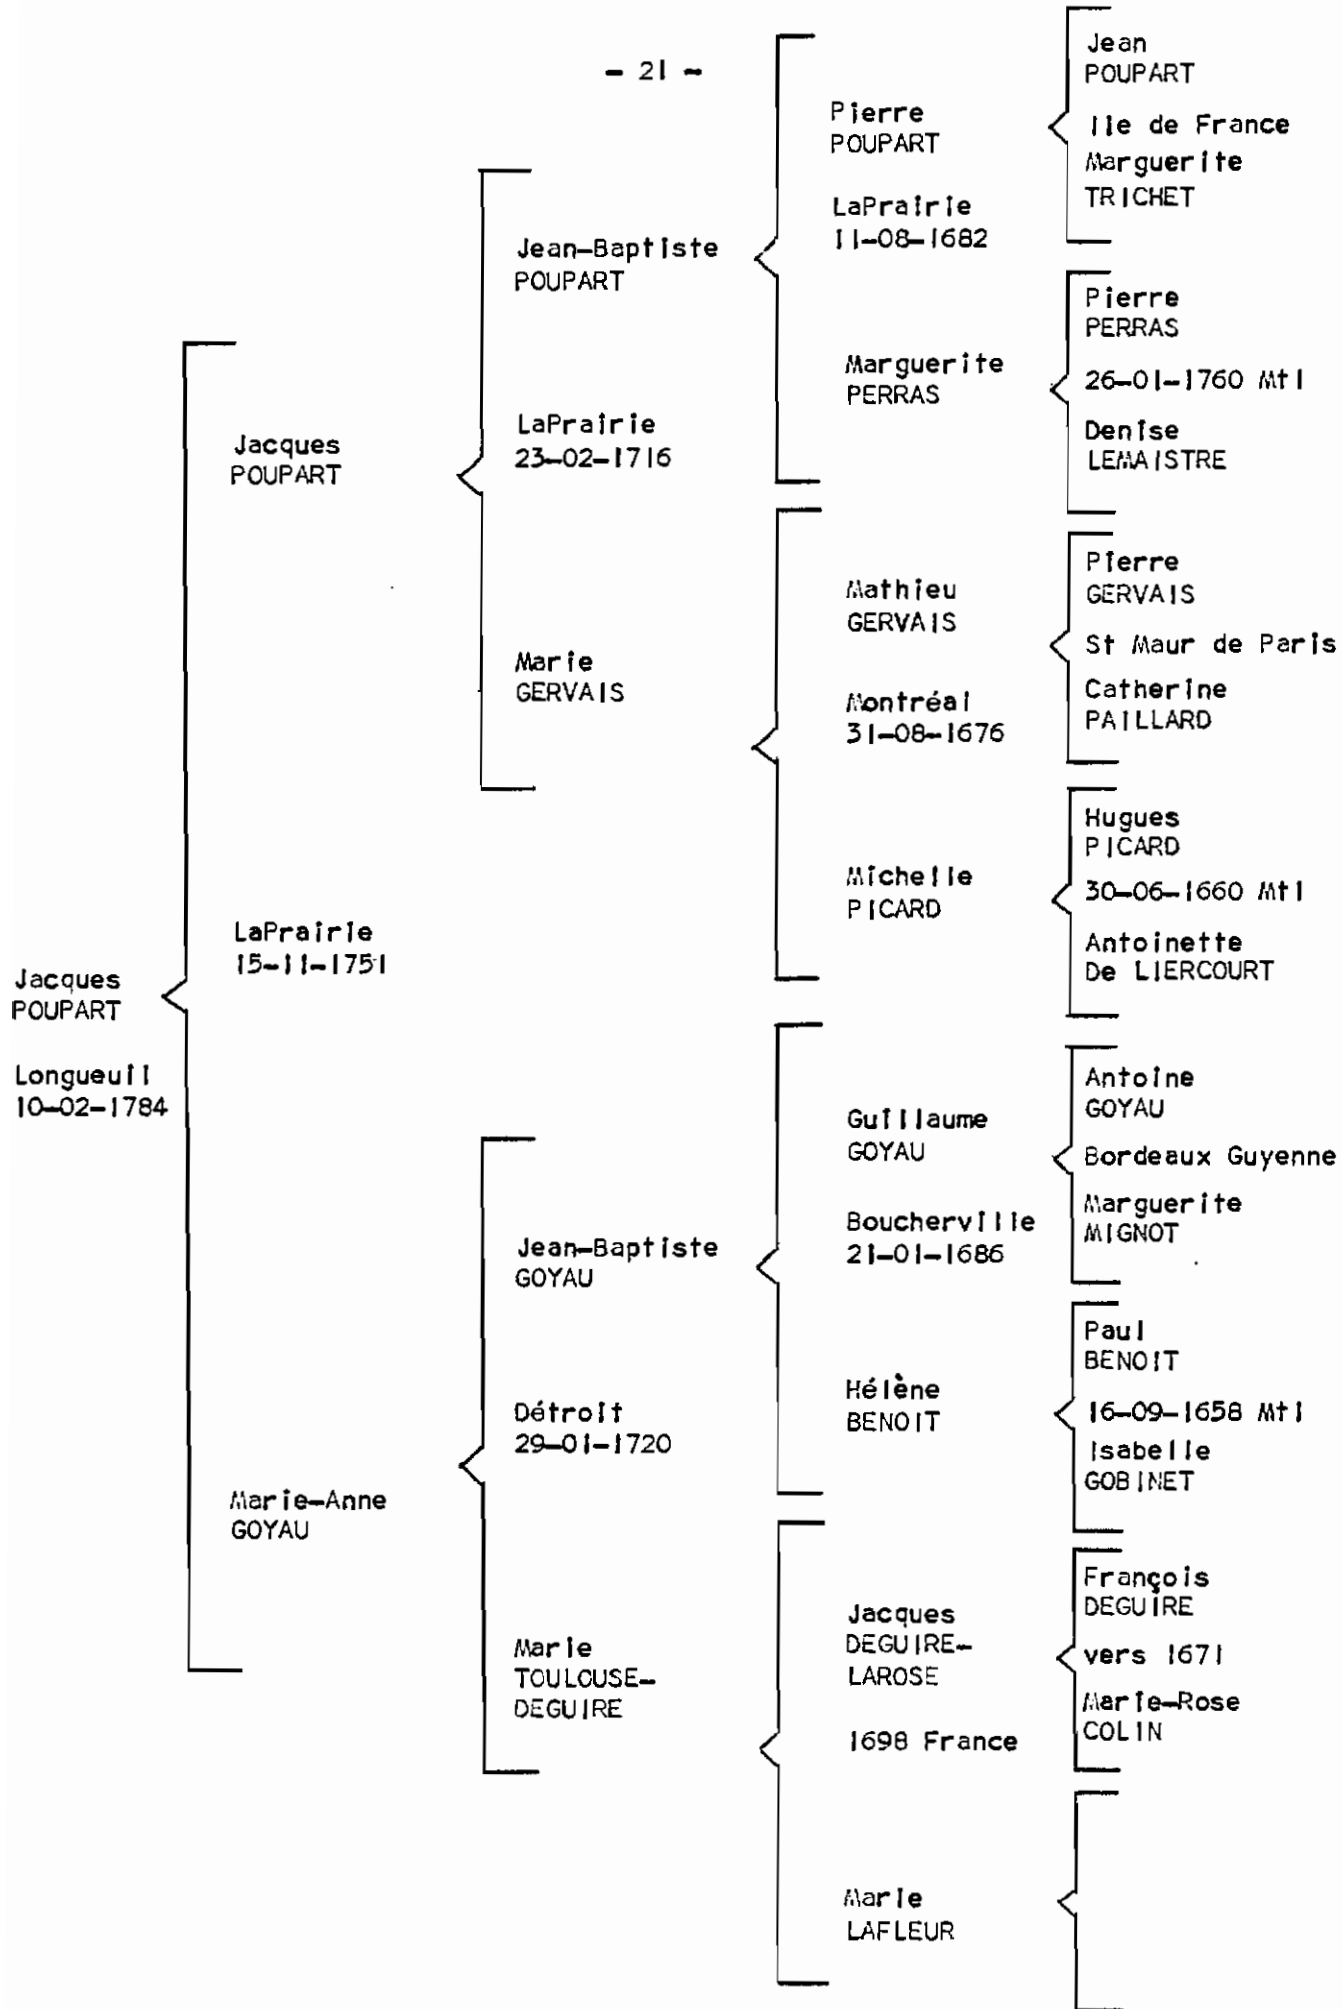 - 21 -
Jacques
POUPART
Longueuil
10-02-1784
Jacques
POUPART
LaPrairie
15-11-1751
Marie-Anne
GOYAU
Jean-Baptiste
POUPART
LaPrairie
23-02-1716
Marie
GERVAIS
Jean-Baptiste
GOYAU
Détroit
29-01-1720
Marie
TOULOUSE-
DEGUIRE
Pierre
POUPART
LaPrairie
11-08-1682
Marguerite
PERRAS
Mathieu
GERVAIS
Montréal
31-08-1676
Michelle
PICARD
Guillaume
GOYAU
Boucherville
21-01-1686
Hélène
BENOIT
Jacques
DEGUIRE-
LAROSE
1698 France
Marie
LAFLEUR
Jean
POUPART
Ile de France
Marguerite
TRICHET
Pierre
PERRAS
26-01-1760 Mtl
Denise
LEMAISTRE
Pierre
GERVAIS
St Maur de Paris
Catherine
PAILLARD
Hugues
PICARD
30-06-1660 Mtl
Antoinette
De LIERCOURT
Antoine
GOYAU
Bordeaux Guyenne
Marguerite
MIGNOT
Paul
BENOIT
16-09-1658 Mtl
Isabelle
GOBINET
François
DEGUIRE
vers 1671
Marie-Rose
COLIN